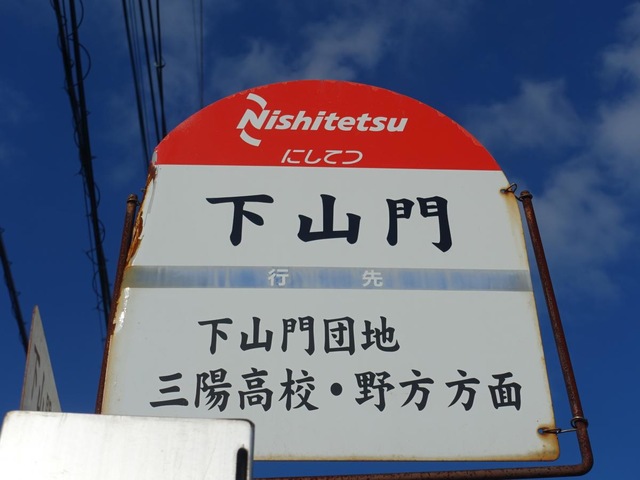 Nishitetsu
にしてつ
下山門
行先
下山門団地
三陽高校・野方方面